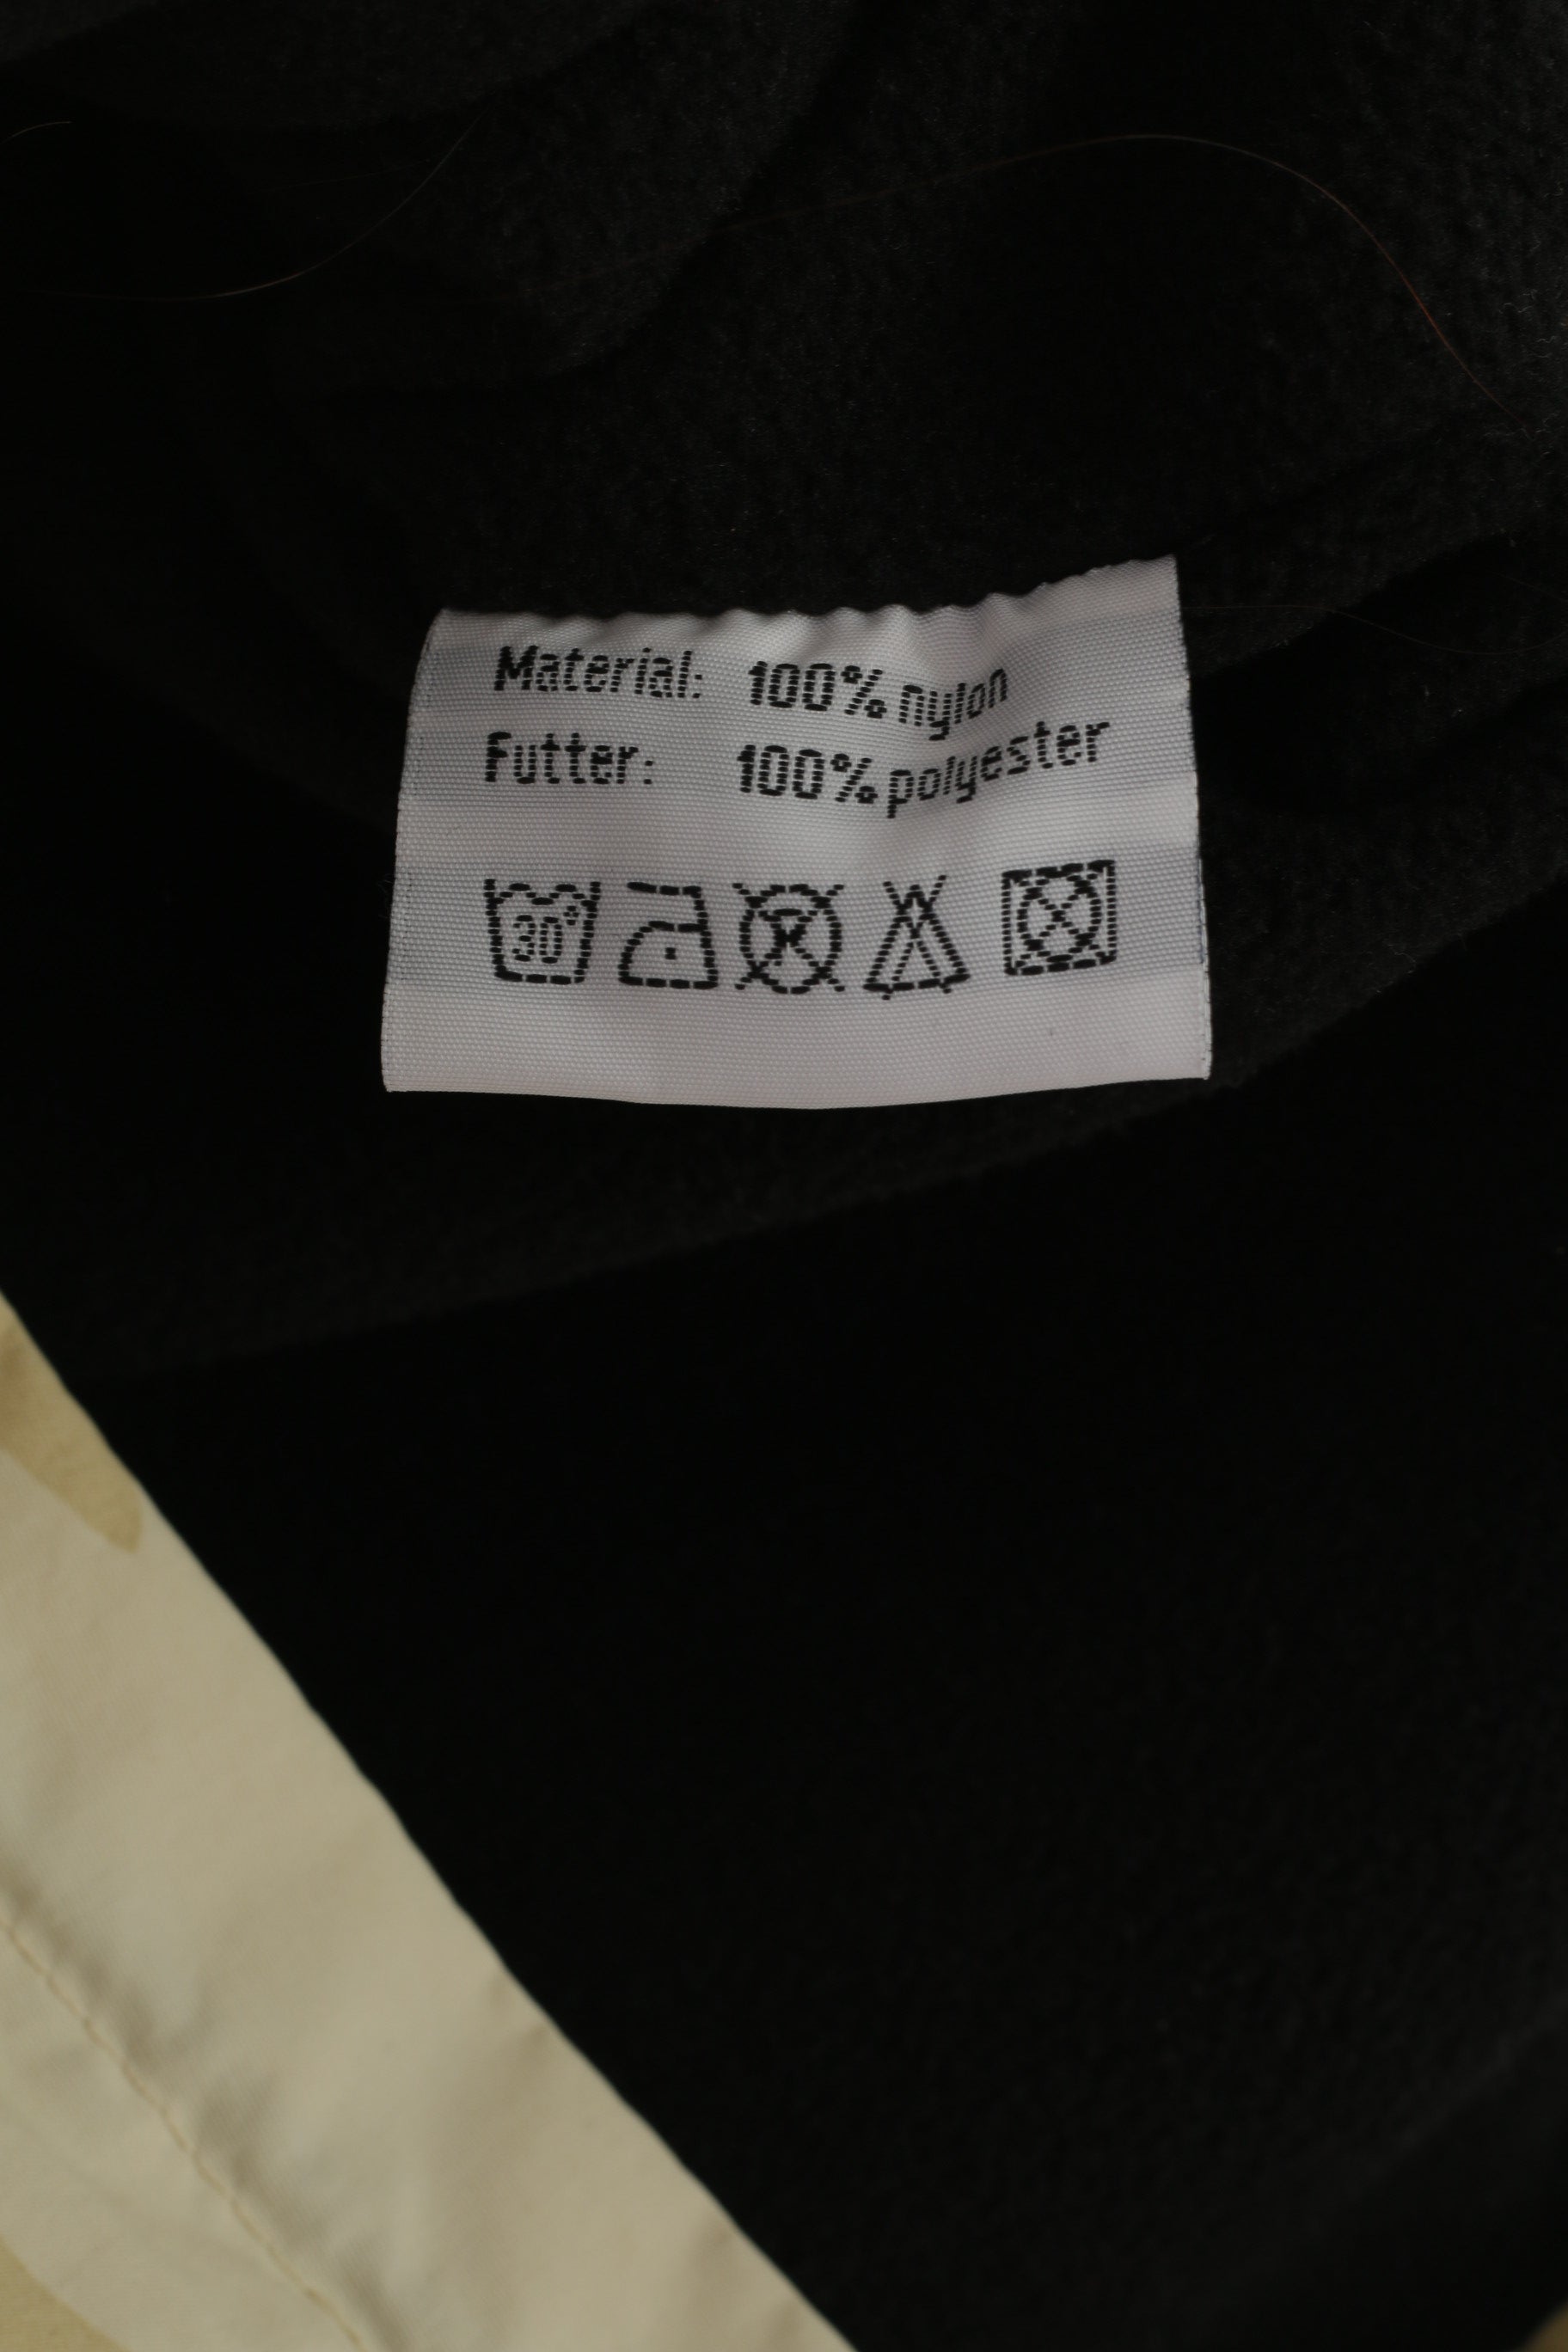 Material: 100% nylon
Futter: 100% polyester
30°